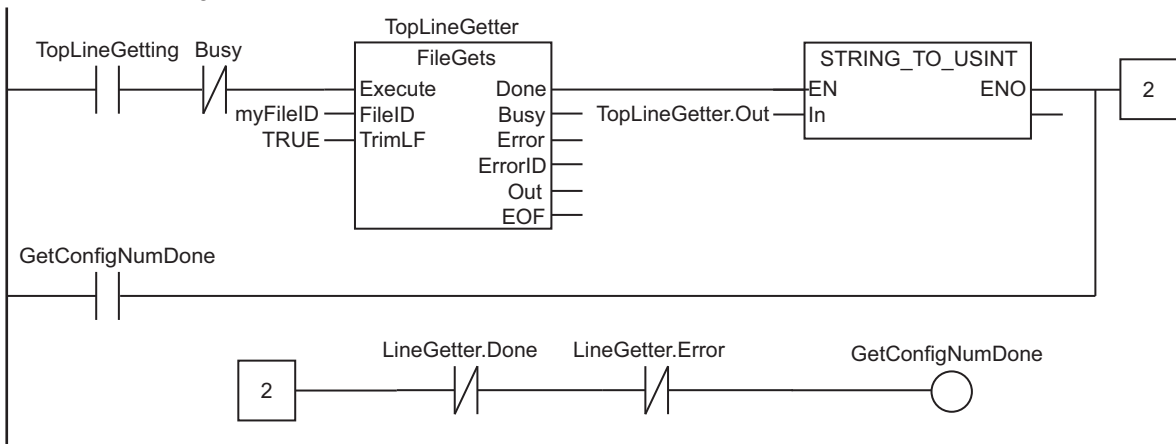 TopLineGetter
TopLineGetting Busy FileGets STRING_TO_USINT
Execute Done EN ENO 2
myFileID FileID Busy TopLineGetter.Out In
TRUE TrimLF Error
ErrorID
Out
EOF
GetConfigNumDone
LineGetter.Done LineGetter.Error GetConfigNumDone
2